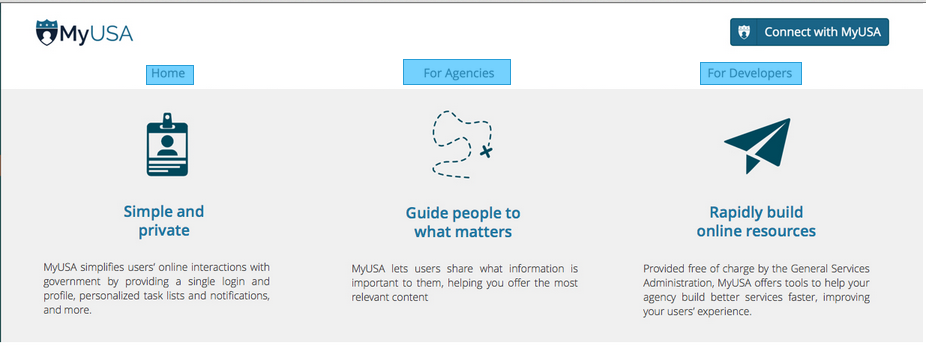 MyUSA
Connect with MyUSA
Home
For Agencies
For Developers
Simple and
private
MyUSA simplifies users' online interactions with
government by providing a single login and
profile, personalized task lists and notifications,
and more.
Guide people to
what matters
MyUSA lets users share what information is
important to them, helping you offer the most
relevant content
Rapidly build
online resources
Provided free of charge by the General Services
Administration, MyUSA offers tools to help your
agency build better services faster, improving
your users' experience.